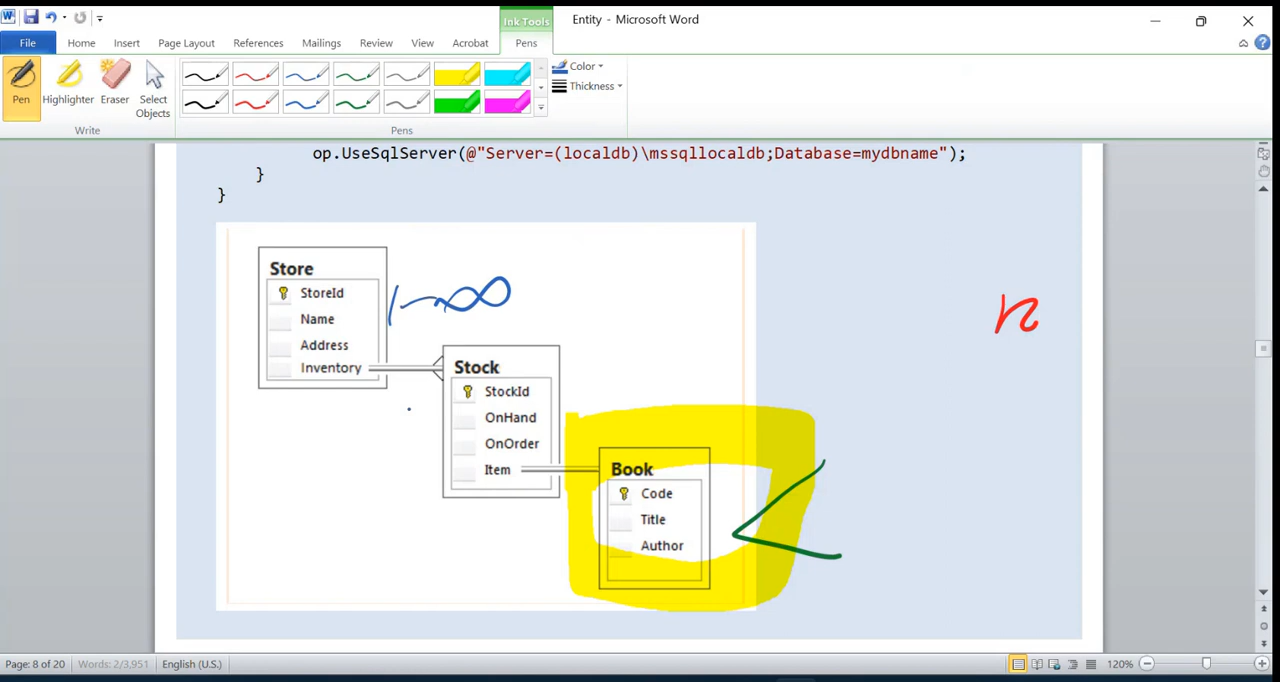 Ink Tools
Entity - Microsoft Word
File Home Insert Page Layout References Mailings Review View Acrobat Pens
Pen Highlighter Eraser Select Objects
Color
Thickness
Write
Pens
op.UseSqlServer(@"Server=(localdb)\mssqllocaldb;Database=mydbname");
}
}
Store
StoreId
Name
Address
Inventory
1-∞
n
Stock
StockId
OnHand
OnOrder
Item
Book
Code
Title
Author
Page: 8 of 20 Words: 2/3,951 English (U.S.) 120%